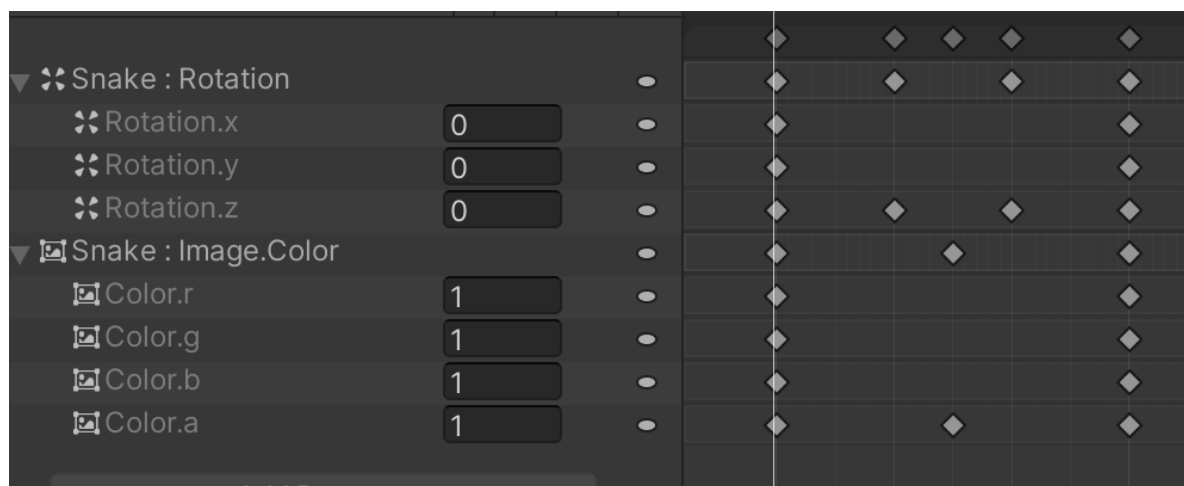 Snake : Rotation
Rotation.x 0
Rotation.y 0
Rotation.z 0
Snake : Image.Color
Color.r 1
Color.g 1
Color.b 1
Color.a 1